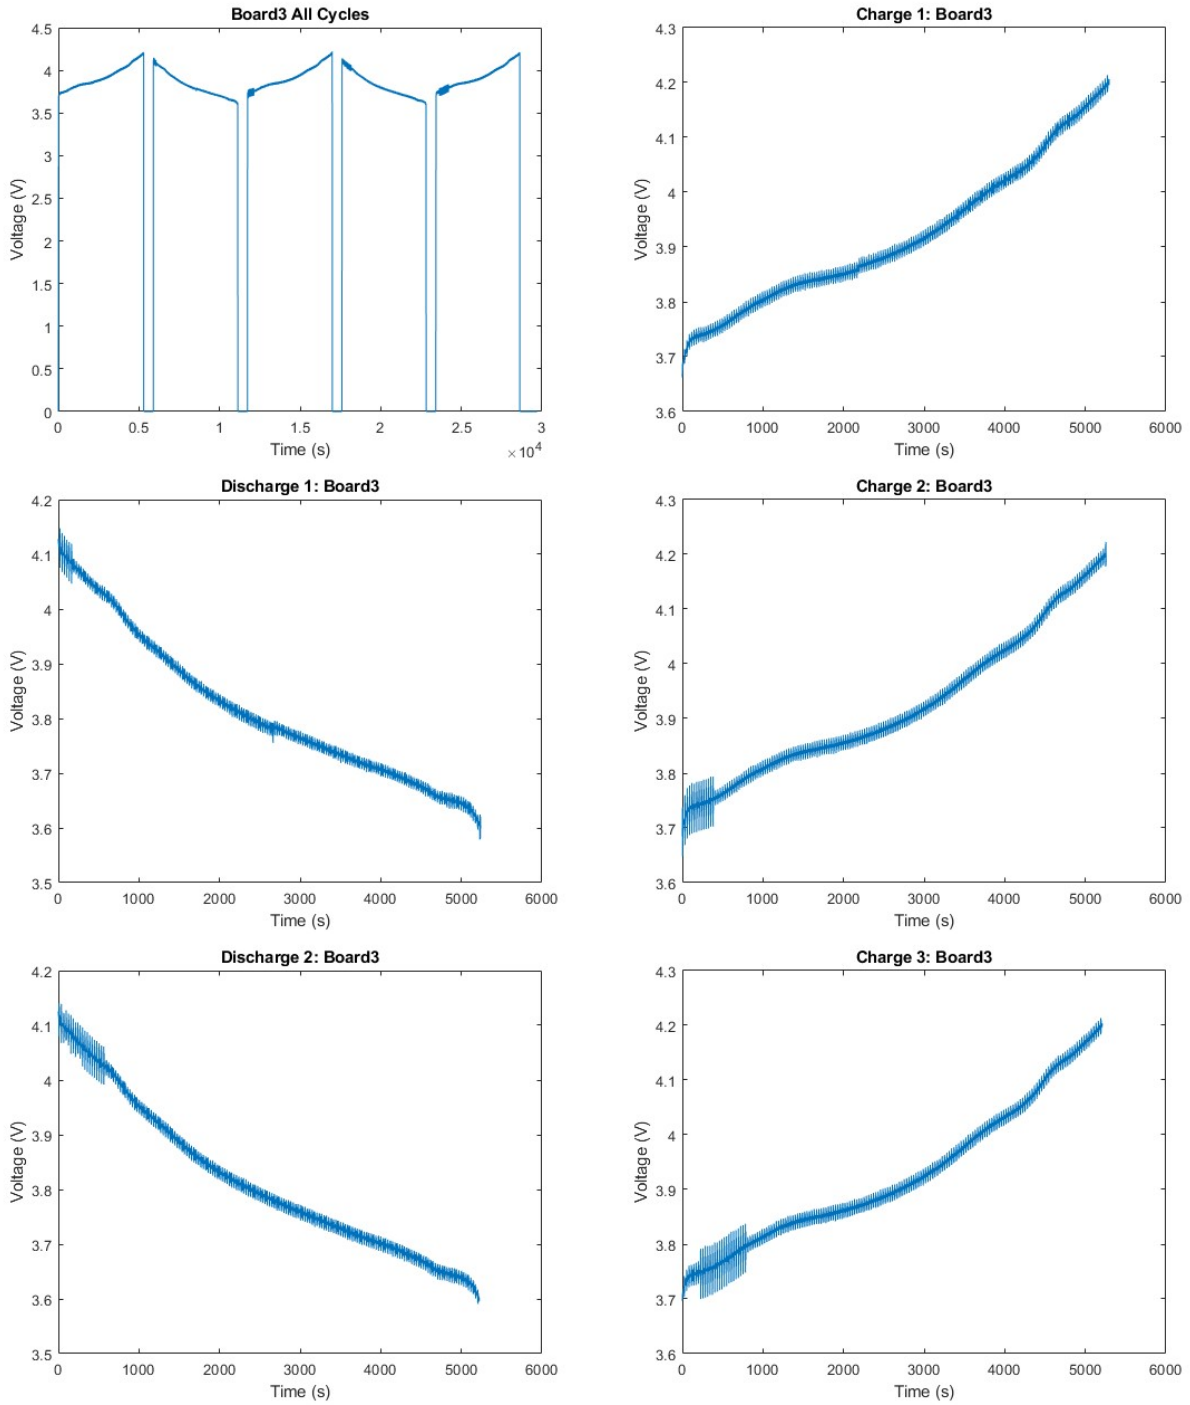 Board3 All Cycles
4.5
4
3.5
3
2.5
2
1.5
1
0.5
0
Voltage (V)
0 0.5 1 1.5 2 2.5 3
Time (s)
×10^4
Charge 1: Board3
4.3
4.2
4.1
4
3.9
3.8
3.7
3.6
Voltage (V)
0 1000 2000 3000 4000 5000 6000
Time (s)
Discharge 1: Board3
4.2
4.1
4
3.9
3.8
3.7
3.6
3.5
Voltage (V)
0 1000 2000 3000 4000 5000 6000
Time (s)
Charge 2: Board3
4.3
4.2
4.1
4
3.9
3.8
3.7
3.6
Voltage (V)
0 1000 2000 3000 4000 5000 6000
Time (s)
Discharge 2: Board3
4.2
4.1
4
3.9
3.8
3.7
3.6
3.5
Voltage (V)
0 1000 2000 3000 4000 5000 6000
Time (s)
Charge 3: Board3
4.3
4.2
4.1
4
3.9
3.8
3.7
3.6
Voltage (V)
0 1000 2000 3000 4000 5000 6000
Time (s)